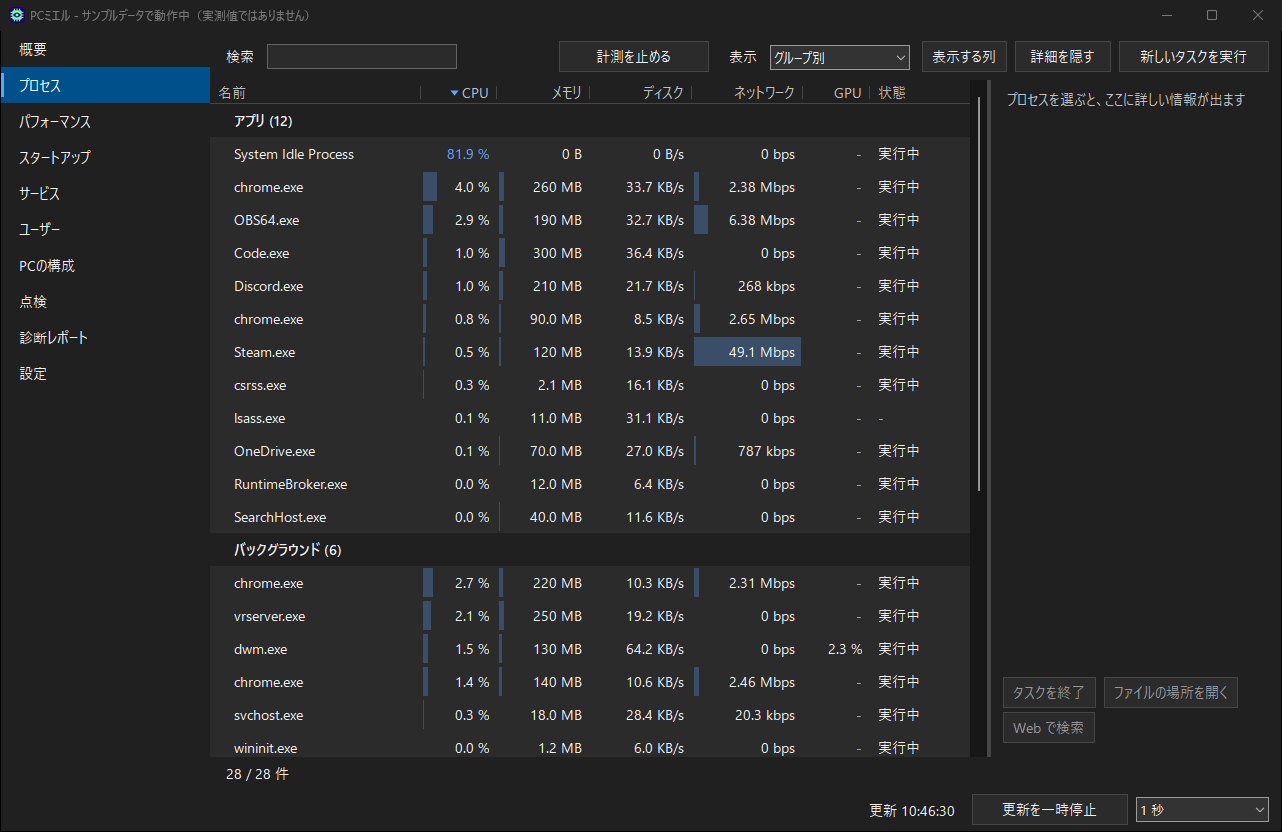 PCミエル - サンプルデータで動作中（実測値ではありません）
概要
プロセス
パフォーマンス
スタートアップ
サービス
ユーザー
PCの構成
点検
診断レポート
設定
検索 計測を止める 表示 グループ別 表示する列 詳細を隠す 新しいタスクを実行
名前 CPU メモリ ディスク ネットワーク GPU 状態
アプリ (12)
System Idle Process 81.9 % 0 B 0 B/s 0 bps - 実行中
chrome.exe 4.0 % 260 MB 33.7 KB/s 2.38 Mbps - 実行中
OBS64.exe 2.9 % 190 MB 32.7 KB/s 6.38 Mbps - 実行中
Code.exe 1.0 % 300 MB 36.4 KB/s 0 bps - 実行中
Discord.exe 1.0 % 210 MB 21.7 KB/s 268 kbps - 実行中
chrome.exe 0.8 % 90.0 MB 8.5 KB/s 2.65 Mbps - 実行中
Steam.exe 0.5 % 120 MB 13.9 KB/s 49.1 Mbps - 実行中
csrss.exe 0.3 % 2.1 MB 16.1 KB/s 0 bps - 実行中
lsass.exe 0.1 % 11.0 MB 31.1 KB/s 0 bps - -
OneDrive.exe 0.1 % 70.0 MB 27.0 KB/s 787 kbps - 実行中
RuntimeBroker.exe 0.0 % 12.0 MB 6.4 KB/s 0 bps - 実行中
SearchHost.exe 0.0 % 40.0 MB 11.6 KB/s 0 bps - 実行中
バックグラウンド (6)
chrome.exe 2.7 % 220 MB 10.3 KB/s 2.31 Mbps - 実行中
vrserver.exe 2.1 % 250 MB 19.2 KB/s 0 bps - 実行中
dwm.exe 1.5 % 130 MB 64.2 KB/s 0 bps 2.3 % 実行中
chrome.exe 1.4 % 140 MB 10.6 KB/s 2.46 Mbps - 実行中
svchost.exe 0.3 % 18.0 MB 28.4 KB/s 20.3 kbps - 実行中
wininit.exe 0.0 % 1.2 MB 6.0 KB/s 0 bps - 実行中
28 / 28 件
プロセスを選ぶと、ここに詳しい情報が出ます
タスクを終了 ファイルの場所を開く
Web で検索
更新 10:46:30 更新を一時停止 1 秒